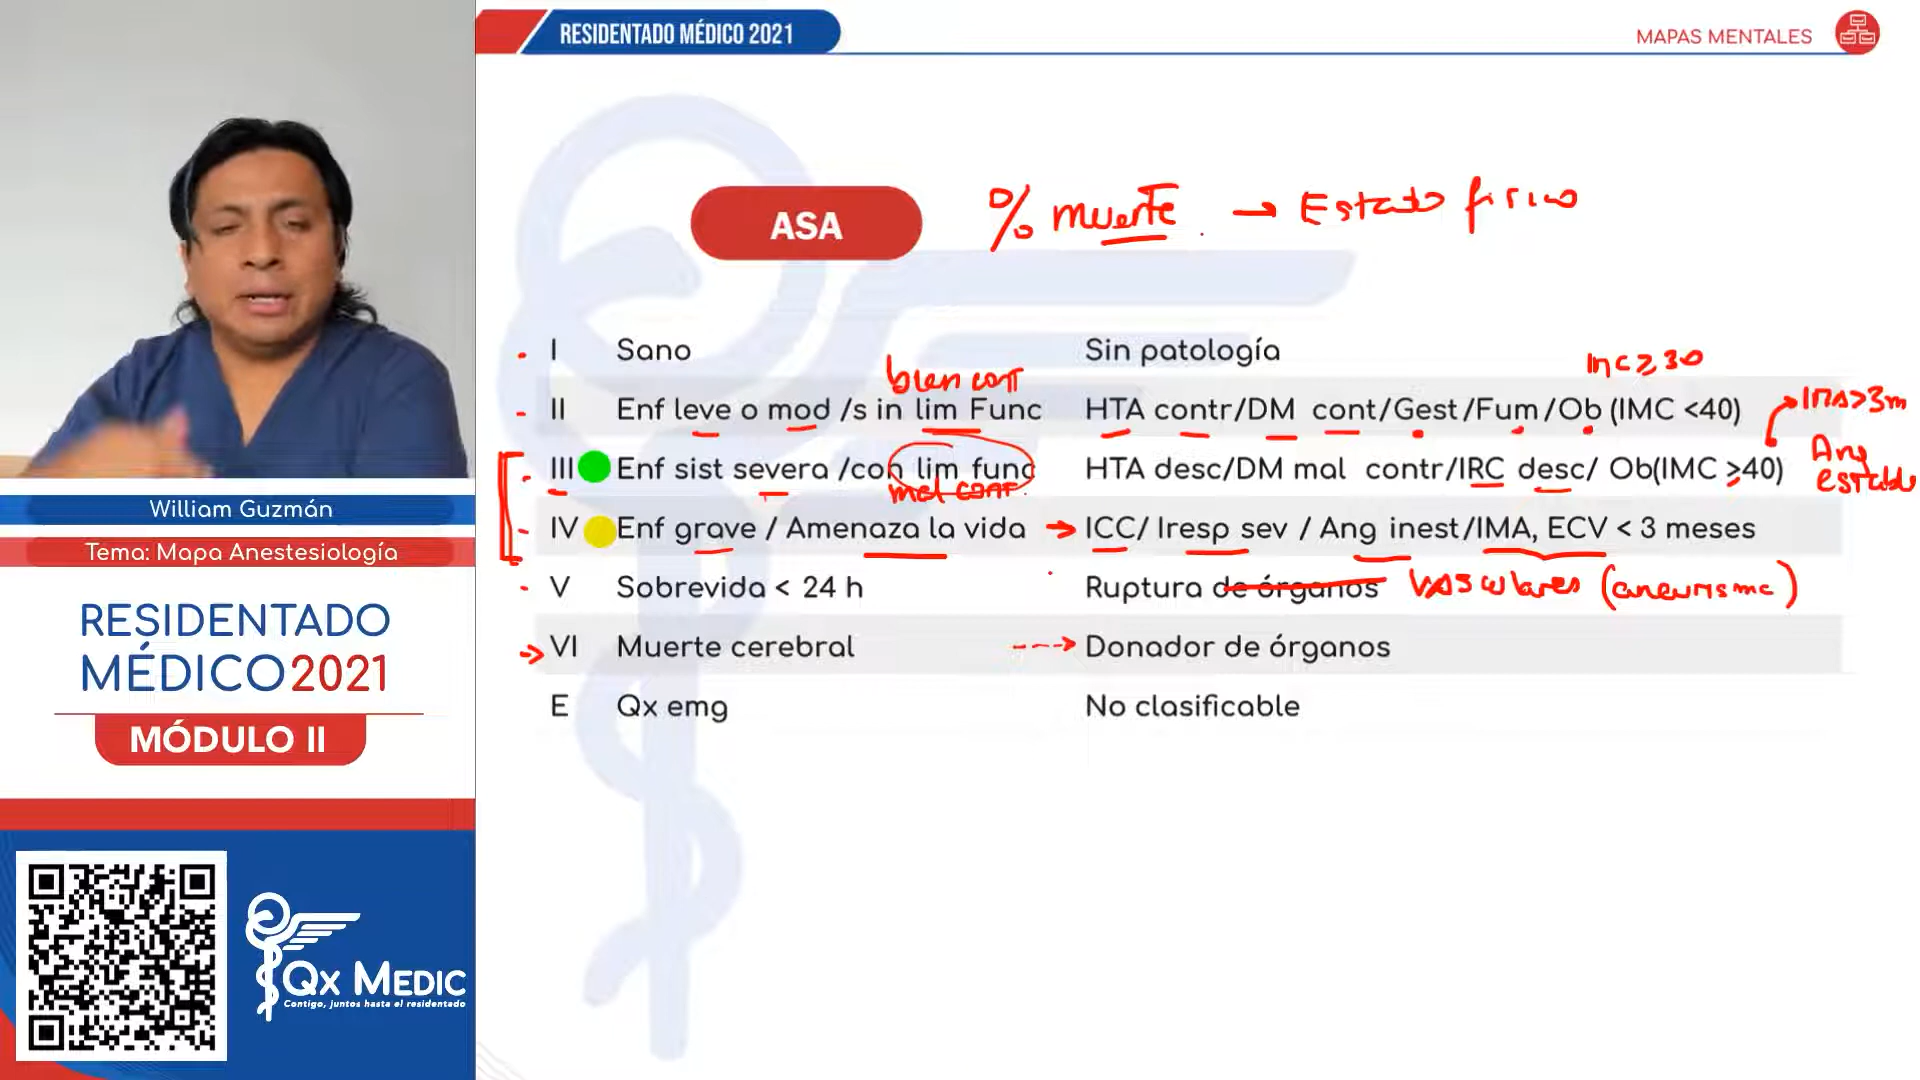 RESIDENTADO MÉDICO 2021
MAPAS MENTALES
ASA
% muerte → Estado físico
I Sano Sin patología
bien cont
IMC ≥ 30
II Enf leve o mod /s in lim Func HTA contr/DM cont/Gest /Fum /Ob (IMC <40)
IMA>3m
III Enf sist severa /con lim func HTA desc/DM mal contr/IRC desc/ Ob(IMC ≥40)
Ang estable
mal cont.
IV Enf grave / Amenaza la vida → ICC/ Iresp sev / Ang inest /IMA, ECV < 3 meses
V Sobrevida < 24 h Ruptura de órganos vasculares (aneurisma)
→ VI Muerte cerebral → Donador de órganos
E Qx emg No clasificable
William Guzmán
Tema: Mapa Anestesiología
RESIDENTADO
MÉDICO 2021
MÓDULO II
Qx MEDIC
Contigo, juntos hasta el residentado